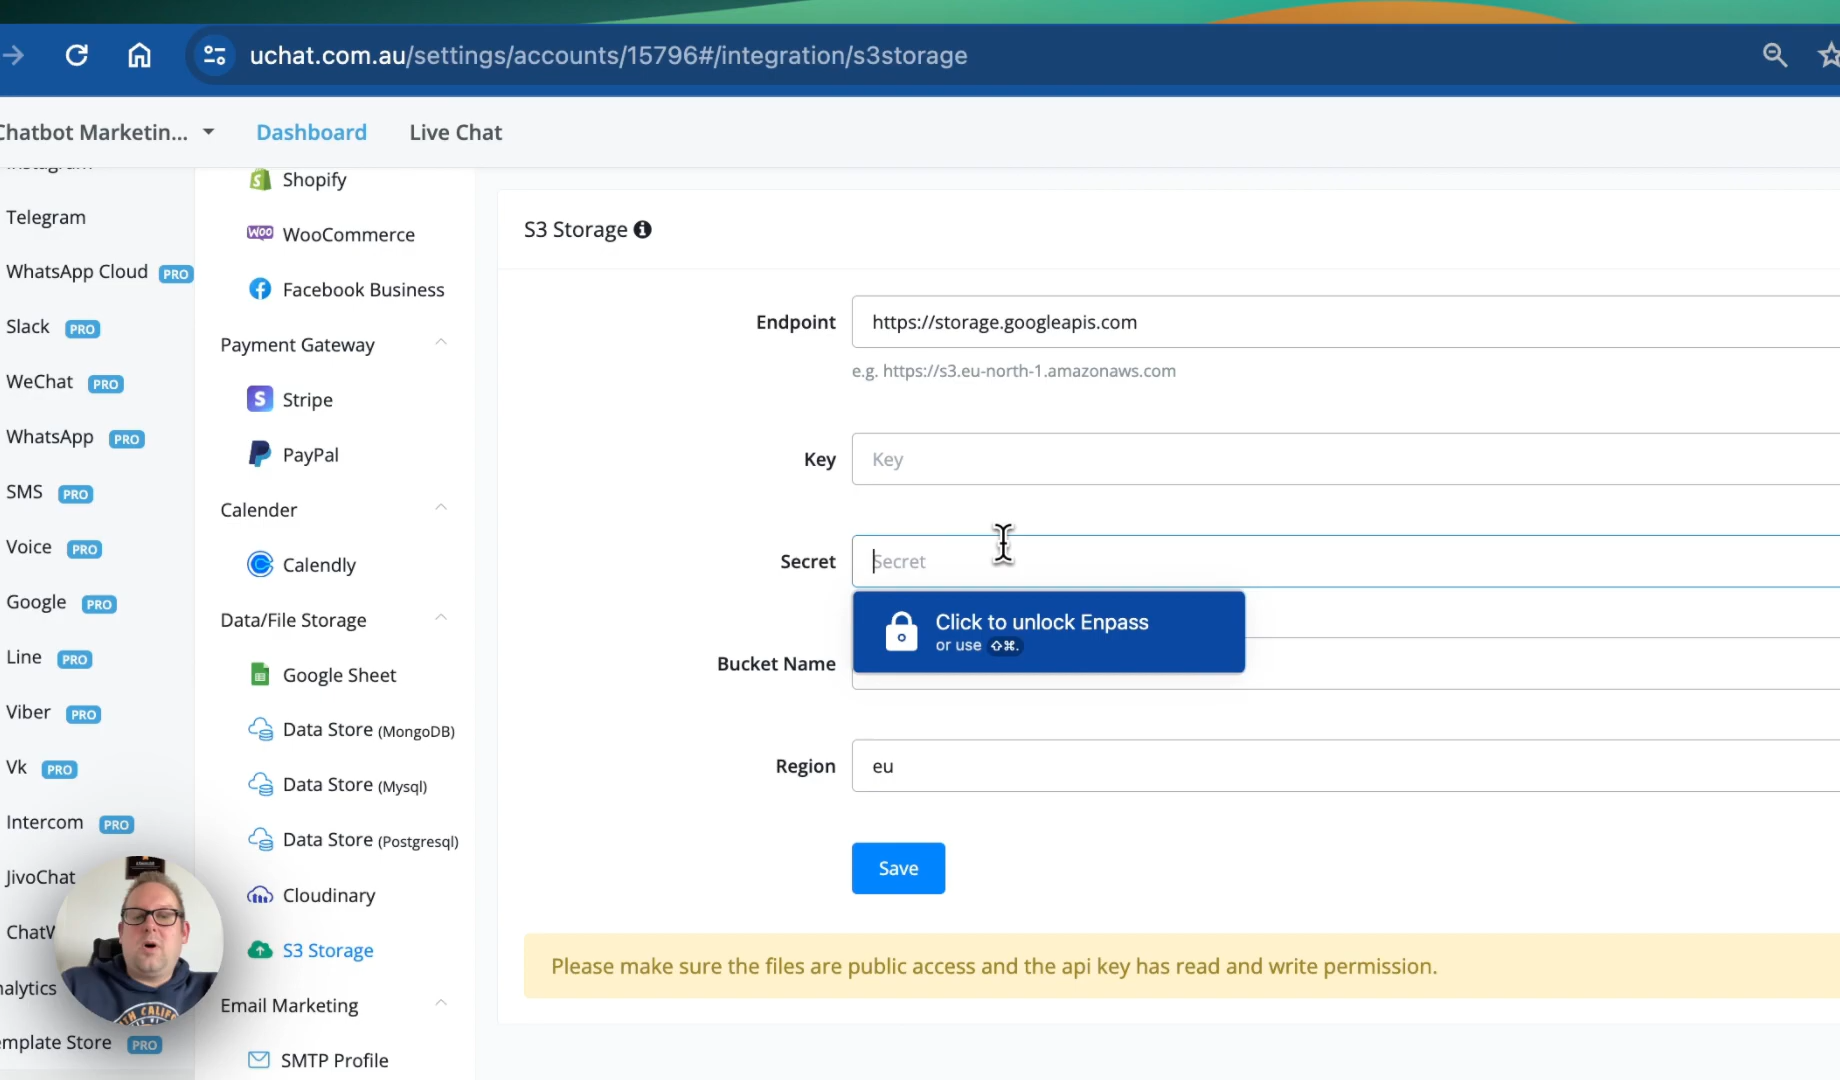 uchat.com.au/settings/accounts/15796#/integration/s3storage
Chatbot Marketin...
Dashboard
Live Chat
Telegram
WhatsApp Cloud PRO
Slack PRO
WeChat PRO
WhatsApp PRO
SMS PRO
Voice PRO
Google PRO
Line PRO
Viber PRO
Vk PRO
Intercom PRO
JivoChat
ChatW
nalytics
emplate Store PRO
Shopify
WooCommerce
Facebook Business
Payment Gateway
Stripe
PayPal
Calender
Calendly
Data/File Storage
Google Sheet
Data Store (MongoDB)
Data Store (Mysql)
Data Store (Postgresql)
Cloudinary
S3 Storage
Email Marketing
SMTP Profile
S3 Storage
Endpoint
https://storage.googleapis.com
e.g. https://s3.eu-north-1.amazonaws.com
Key
Key
Secret
Secret
Click to unlock Enpass
or use ⇧⌘.
Bucket Name
Region
eu
Save
Please make sure the files are public access and the api key has read and write permission.